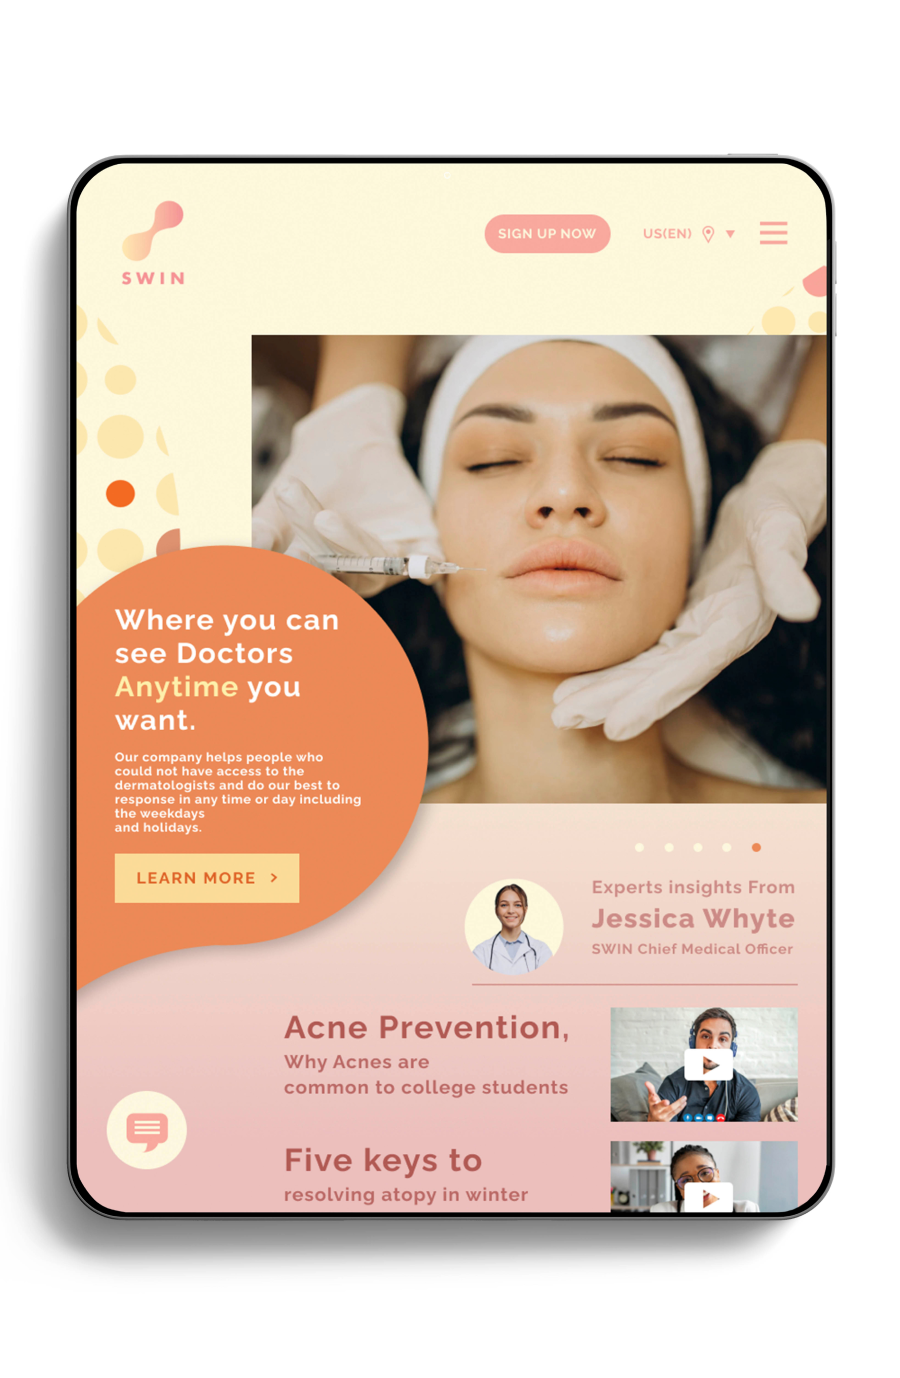 SWIN
SIGN UP NOW
US(EN)
Where you can
see Doctors
Anytime you
want.
Our company helps people who
could not have access to the
dermatologists and do our best to
response in any time or day including
the weekdays
and holidays.
LEARN MORE >
Experts insights From
Jessica Whyte
SWIN Chief Medical Officer
Acne Prevention,
Why Acnes are
common to college students
Five keys to
resolving atopy in winter